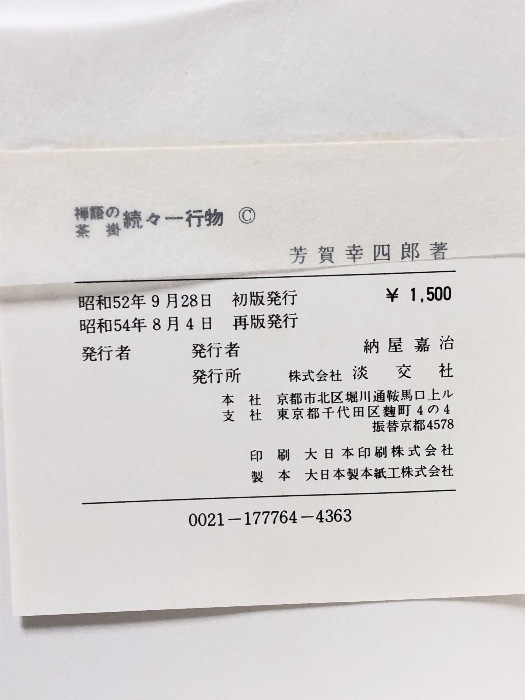 禅語の茶掛 続々一行物 ©
芳賀幸四郎著
昭和52年9月28日 初版発行 ¥1,500
昭和54年8月4日 再版発行
発行者 発行者 納屋嘉治
発行所 株式会社 淡交社
本社 京都市北区堀川通鞍馬口上ル
支社 東京都千代田区麹町4の4
振替京都4578
印刷 大日本印刷株式会社
製本 大日本製本紙工株式会社
0021-177764-4363